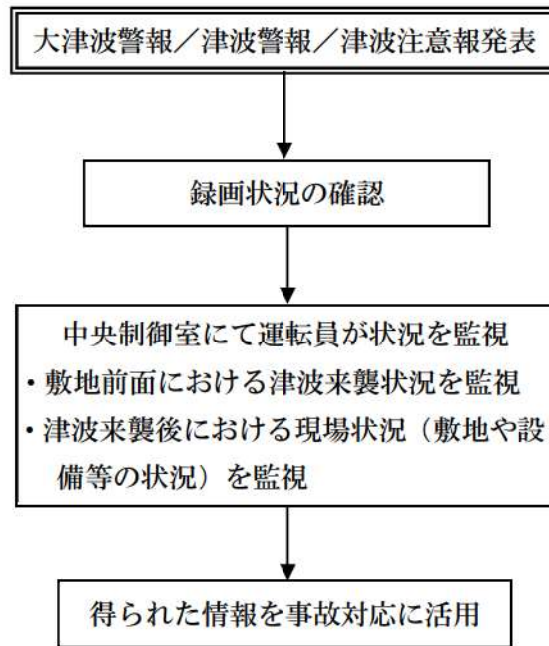 大津波警報／津波警報／津波注意報発表
録画状況の確認
中央制御室にて運転員が状況を監視
・敷地前面における津波来襲状況を監視
・津波来襲後における現場状況（敷地や設
備等の状況）を監視
得られた情報を事故対応に活用